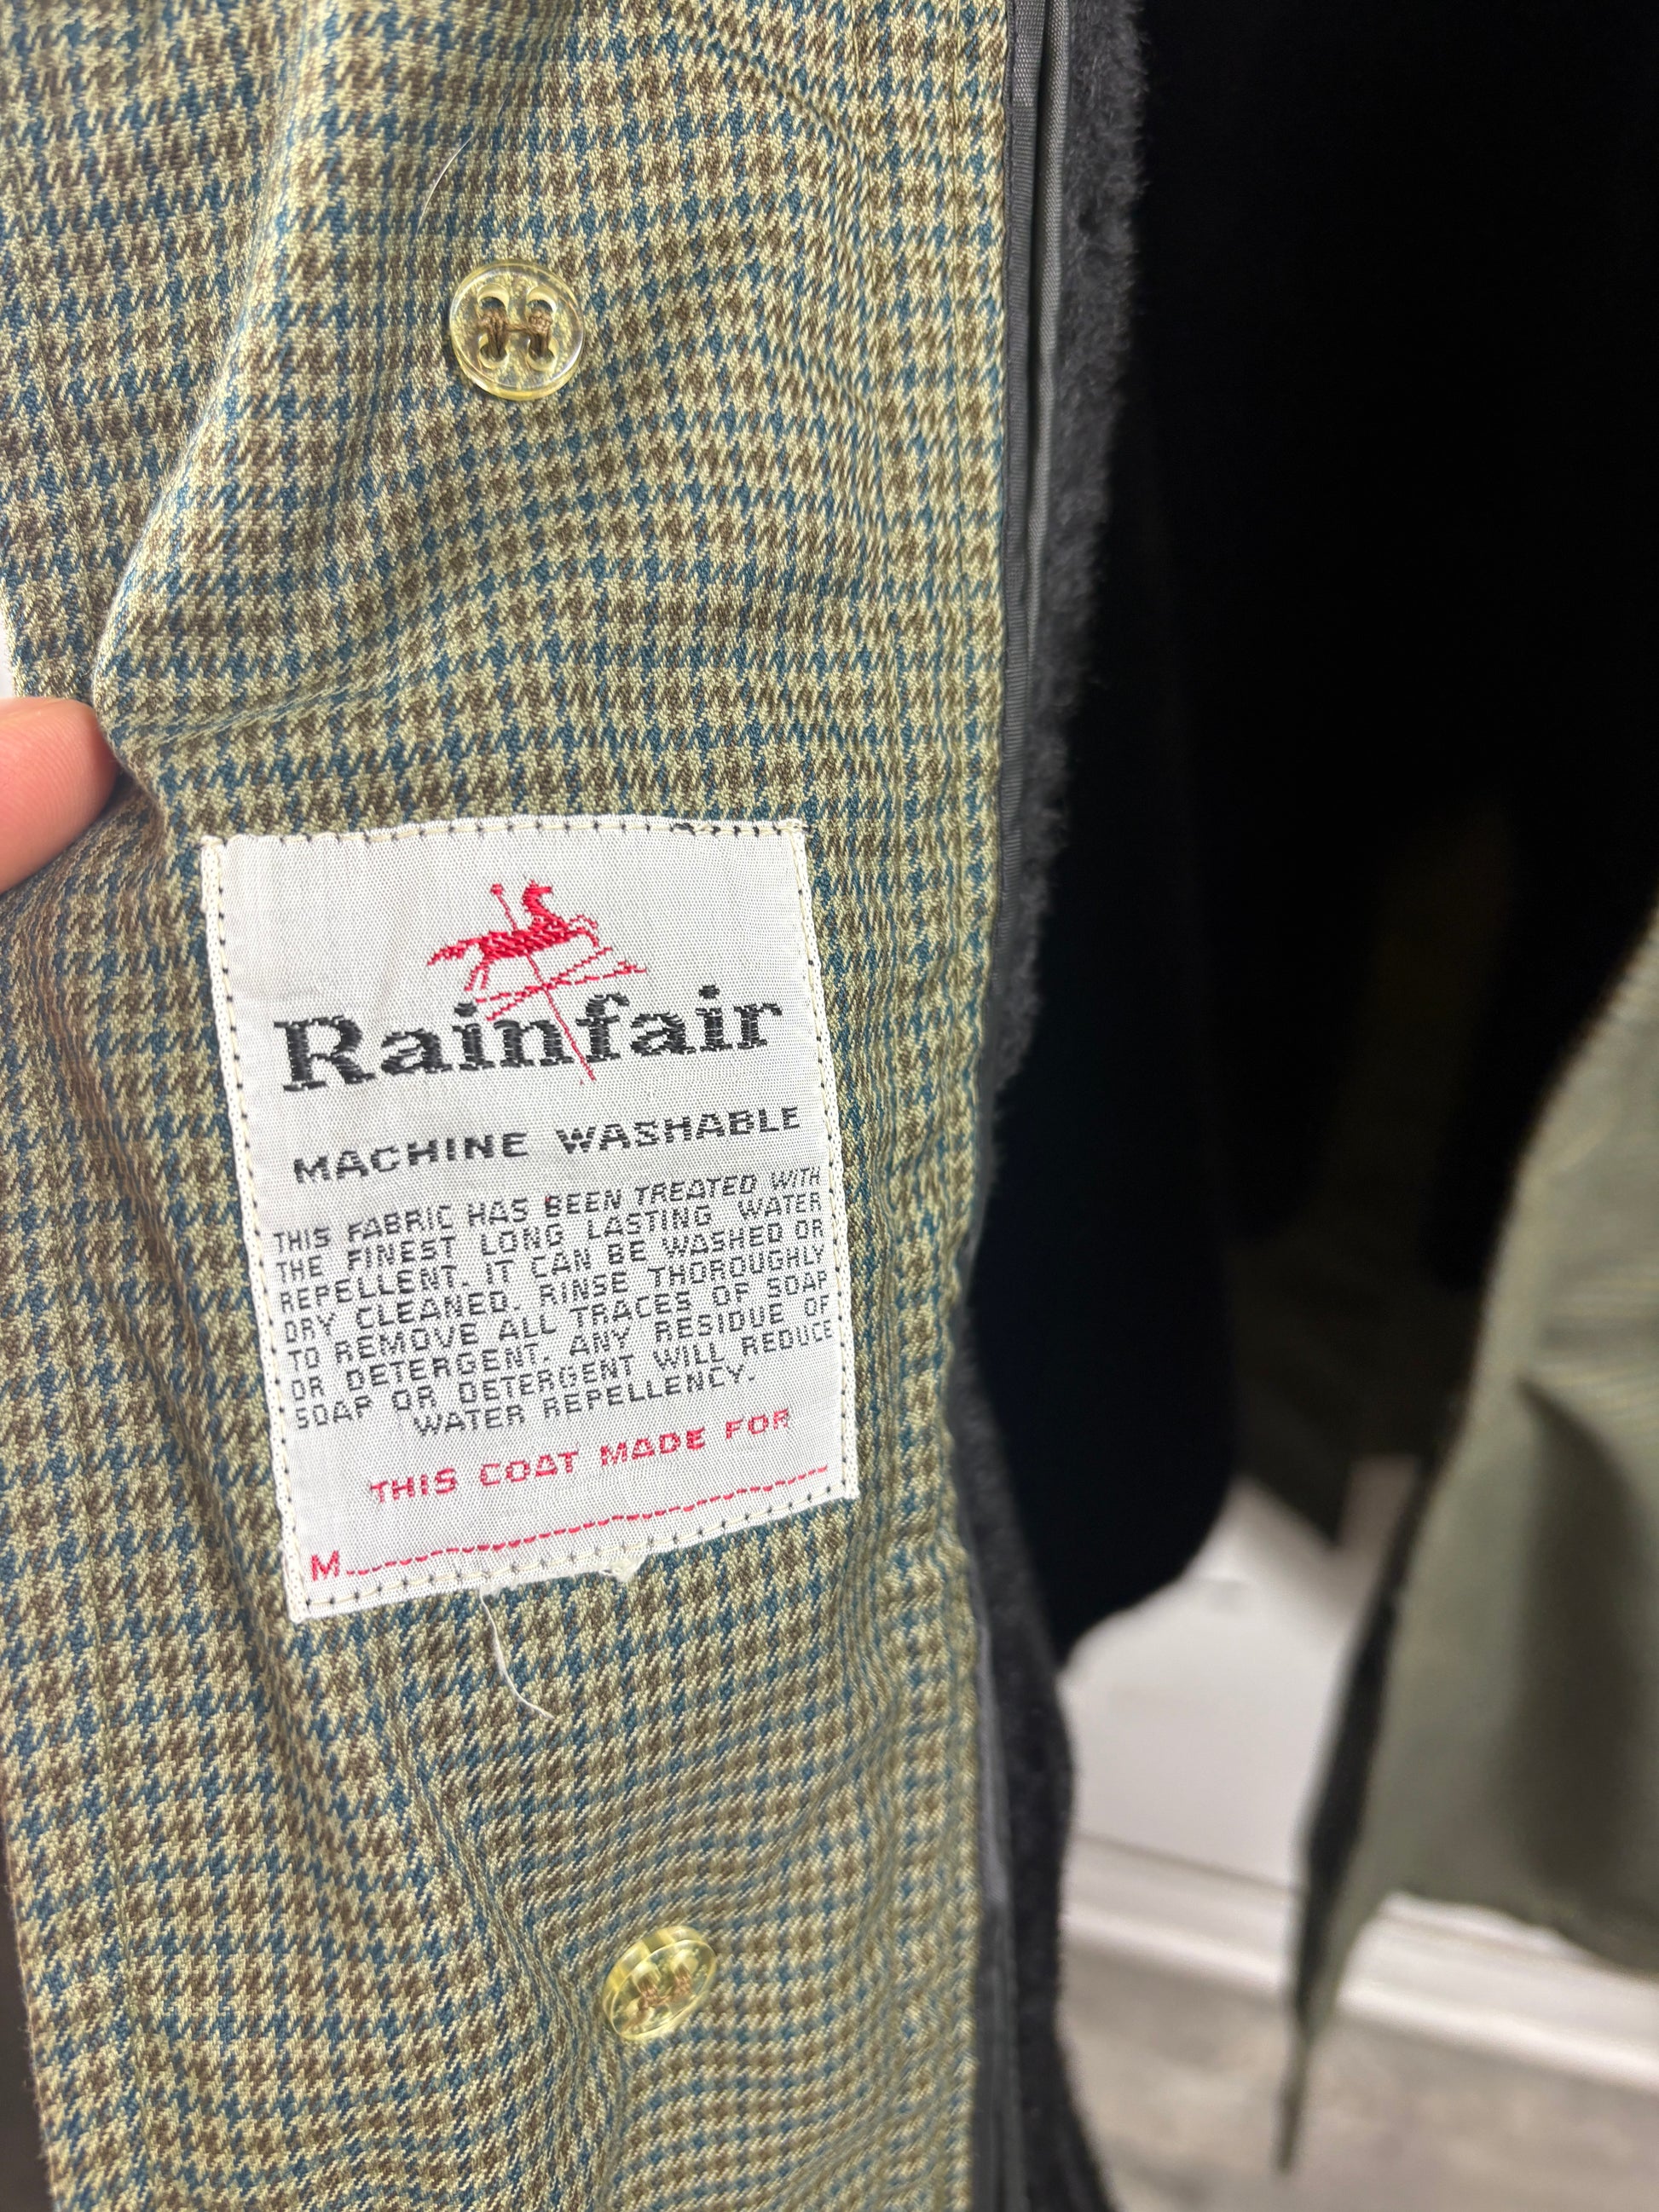 Rainfair
MACHINE WASHABLE
THIS FABRIC HAS BEEN TREATED WITH
THE FINEST LONG LASTING WATER
REPELLENT. IT CAN BE WASHED OR
DRY CLEANED. RINSE THOROUGHLY
TO REMOVE ALL TRACES OF SOAP
OR DETERGENT. ANY RESIDUE OF
SOAP OR DETERGENT WILL REDUCE
WATER REPELLENCY.
THIS COAT MADE FOR
M